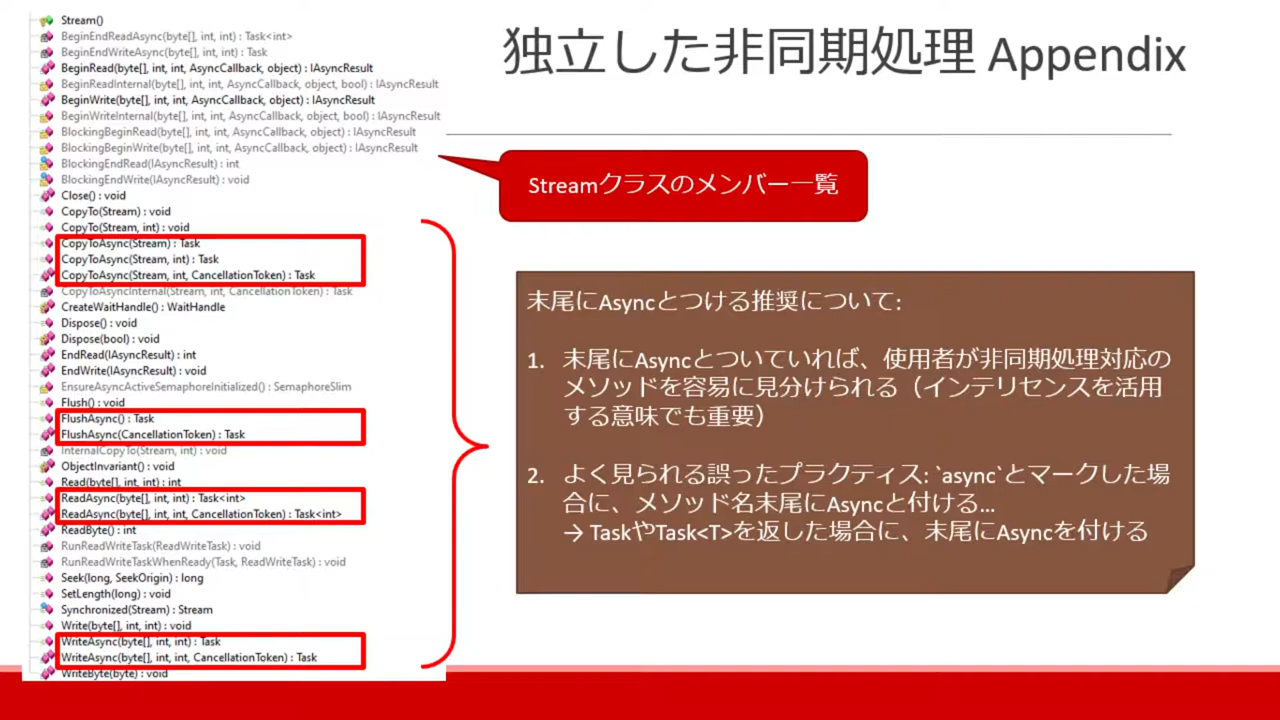 Stream()
BeginEndReadAsync(byte[], int, int) : Task<int>
BeginEndWriteAsync(byte[], int, int) : Task
BeginRead(byte[], int, int, AsyncCallback, object) : IAsyncResult
BeginReadInternal(byte[], int, int, AsyncCallback, object, bool) : IAsyncResult
BeginWrite(byte[], int, int, AsyncCallback, object) : IAsyncResult
BeginWriteInternal(byte[], int, int, AsyncCallback, object, bool) : IAsyncResult
BlockingBeginRead(byte[], int, int, AsyncCallback, object) : IAsyncResult
BlockingBeginWrite(byte[], int, int, AsyncCallback, object) : IAsyncResult
BlockingEndRead(IAsyncResult) : int
BlockingEndWrite(IAsyncResult) : void
Close() : void
CopyTo(Stream) : void
CopyTo(Stream, int) : void
CopyToAsync(Stream) : Task
CopyToAsync(Stream, int) : Task
CopyToAsync(Stream, int, CancellationToken) : Task
CopyToAsyncInternal(Stream, int, CancellationToken) : Task
CreateWaitHandle() : WaitHandle
Dispose() : void
Dispose(bool) : void
EndRead(IAsyncResult) : int
EndWrite(IAsyncResult) : void
EnsureAsyncActiveSemaphoreInitialized() : SemaphoreSlim
Flush() : void
FlushAsync() : Task
FlushAsync(CancellationToken) : Task
InternalCopyTo(Stream, int) : void
ObjectInvariant() : void
Read(byte[], int, int) : int
ReadAsync(byte[], int, int) : Task<int>
ReadAsync(byte[], int, int, CancellationToken) : Task<int>
ReadByte() : int
RunReadWriteTask(ReadWriteTask) : void
RunReadWriteTaskWhenReady(Task, ReadWriteTask) : void
Seek(long, SeekOrigin) : long
SetLength(long) : void
Synchronized(Stream) : Stream
Write(byte[], int, int) : void
WriteAsync(byte[], int, int) : Task
WriteAsync(byte[], int, int, CancellationToken) : Task
WriteByte(byte) : void
独立した非同期処理 Appendix
Streamクラスのメンバー一覧
末尾にAsyncとつける推奨について:
1. 末尾にAsyncとついていれば、使用者が非同期処理対応の
メソッドを容易に見分けられる（インテリセンスを活用
する意味でも重要）
2. よく見られる誤ったプラクティス: `async`とマークした場
合に、メソッド名末尾にAsyncと付ける…
→ TaskやTask<T>を返した場合に、末尾にAsyncを付ける